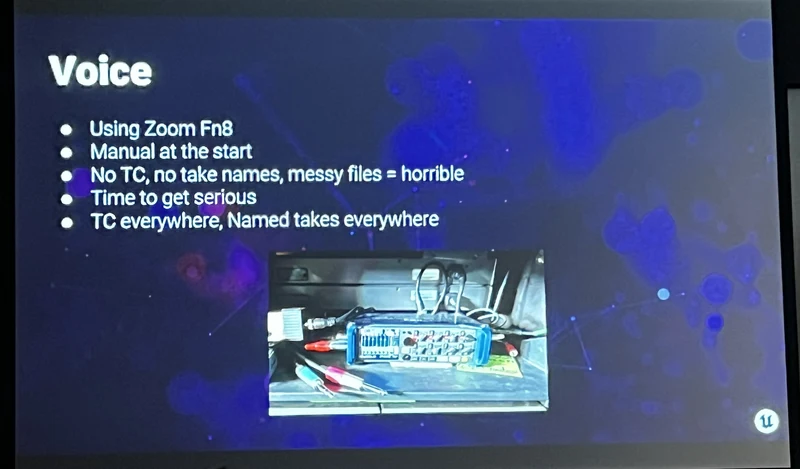 Voice
Using Zoom Fn8
Manual at the start
No TC, no take names, messy files = horrible
Time to get serious
TC everywhere, Named takes everywhere